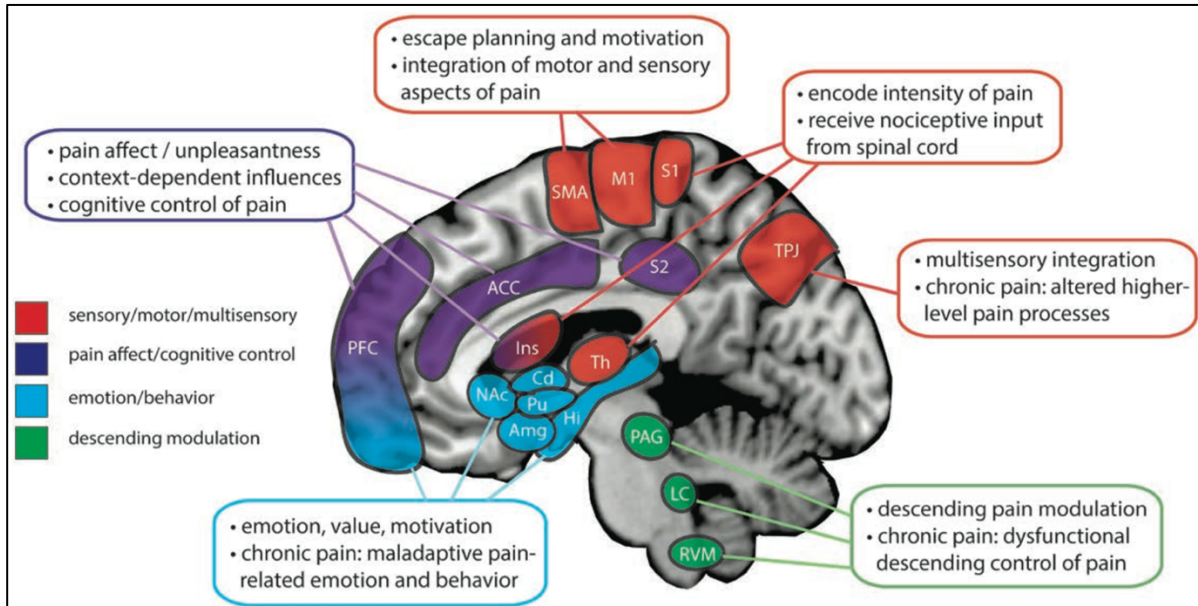 • escape planning and motivation
• integration of motor and sensory
aspects of pain
• encode intensity of pain
• receive nociceptive input
from spinal cord
• pain affect / unpleasantness
• context-dependent influences
• cognitive control of pain
SMA
M1
S1
TPJ
• multisensory integration
• chronic pain: altered higher-
level pain processes
S2
ACC
sensory/motor/multisensory
pain affect/cognitive control
emotion/behavior
descending modulation
PFC
Ins
Th
Cd
NAc
Pu
Hi
Amg
PAG
LC
RVM
• emotion, value, motivation
• chronic pain: maladaptive pain-
related emotion and behavior
• descending pain modulation
• chronic pain: dysfunctional
descending control of pain